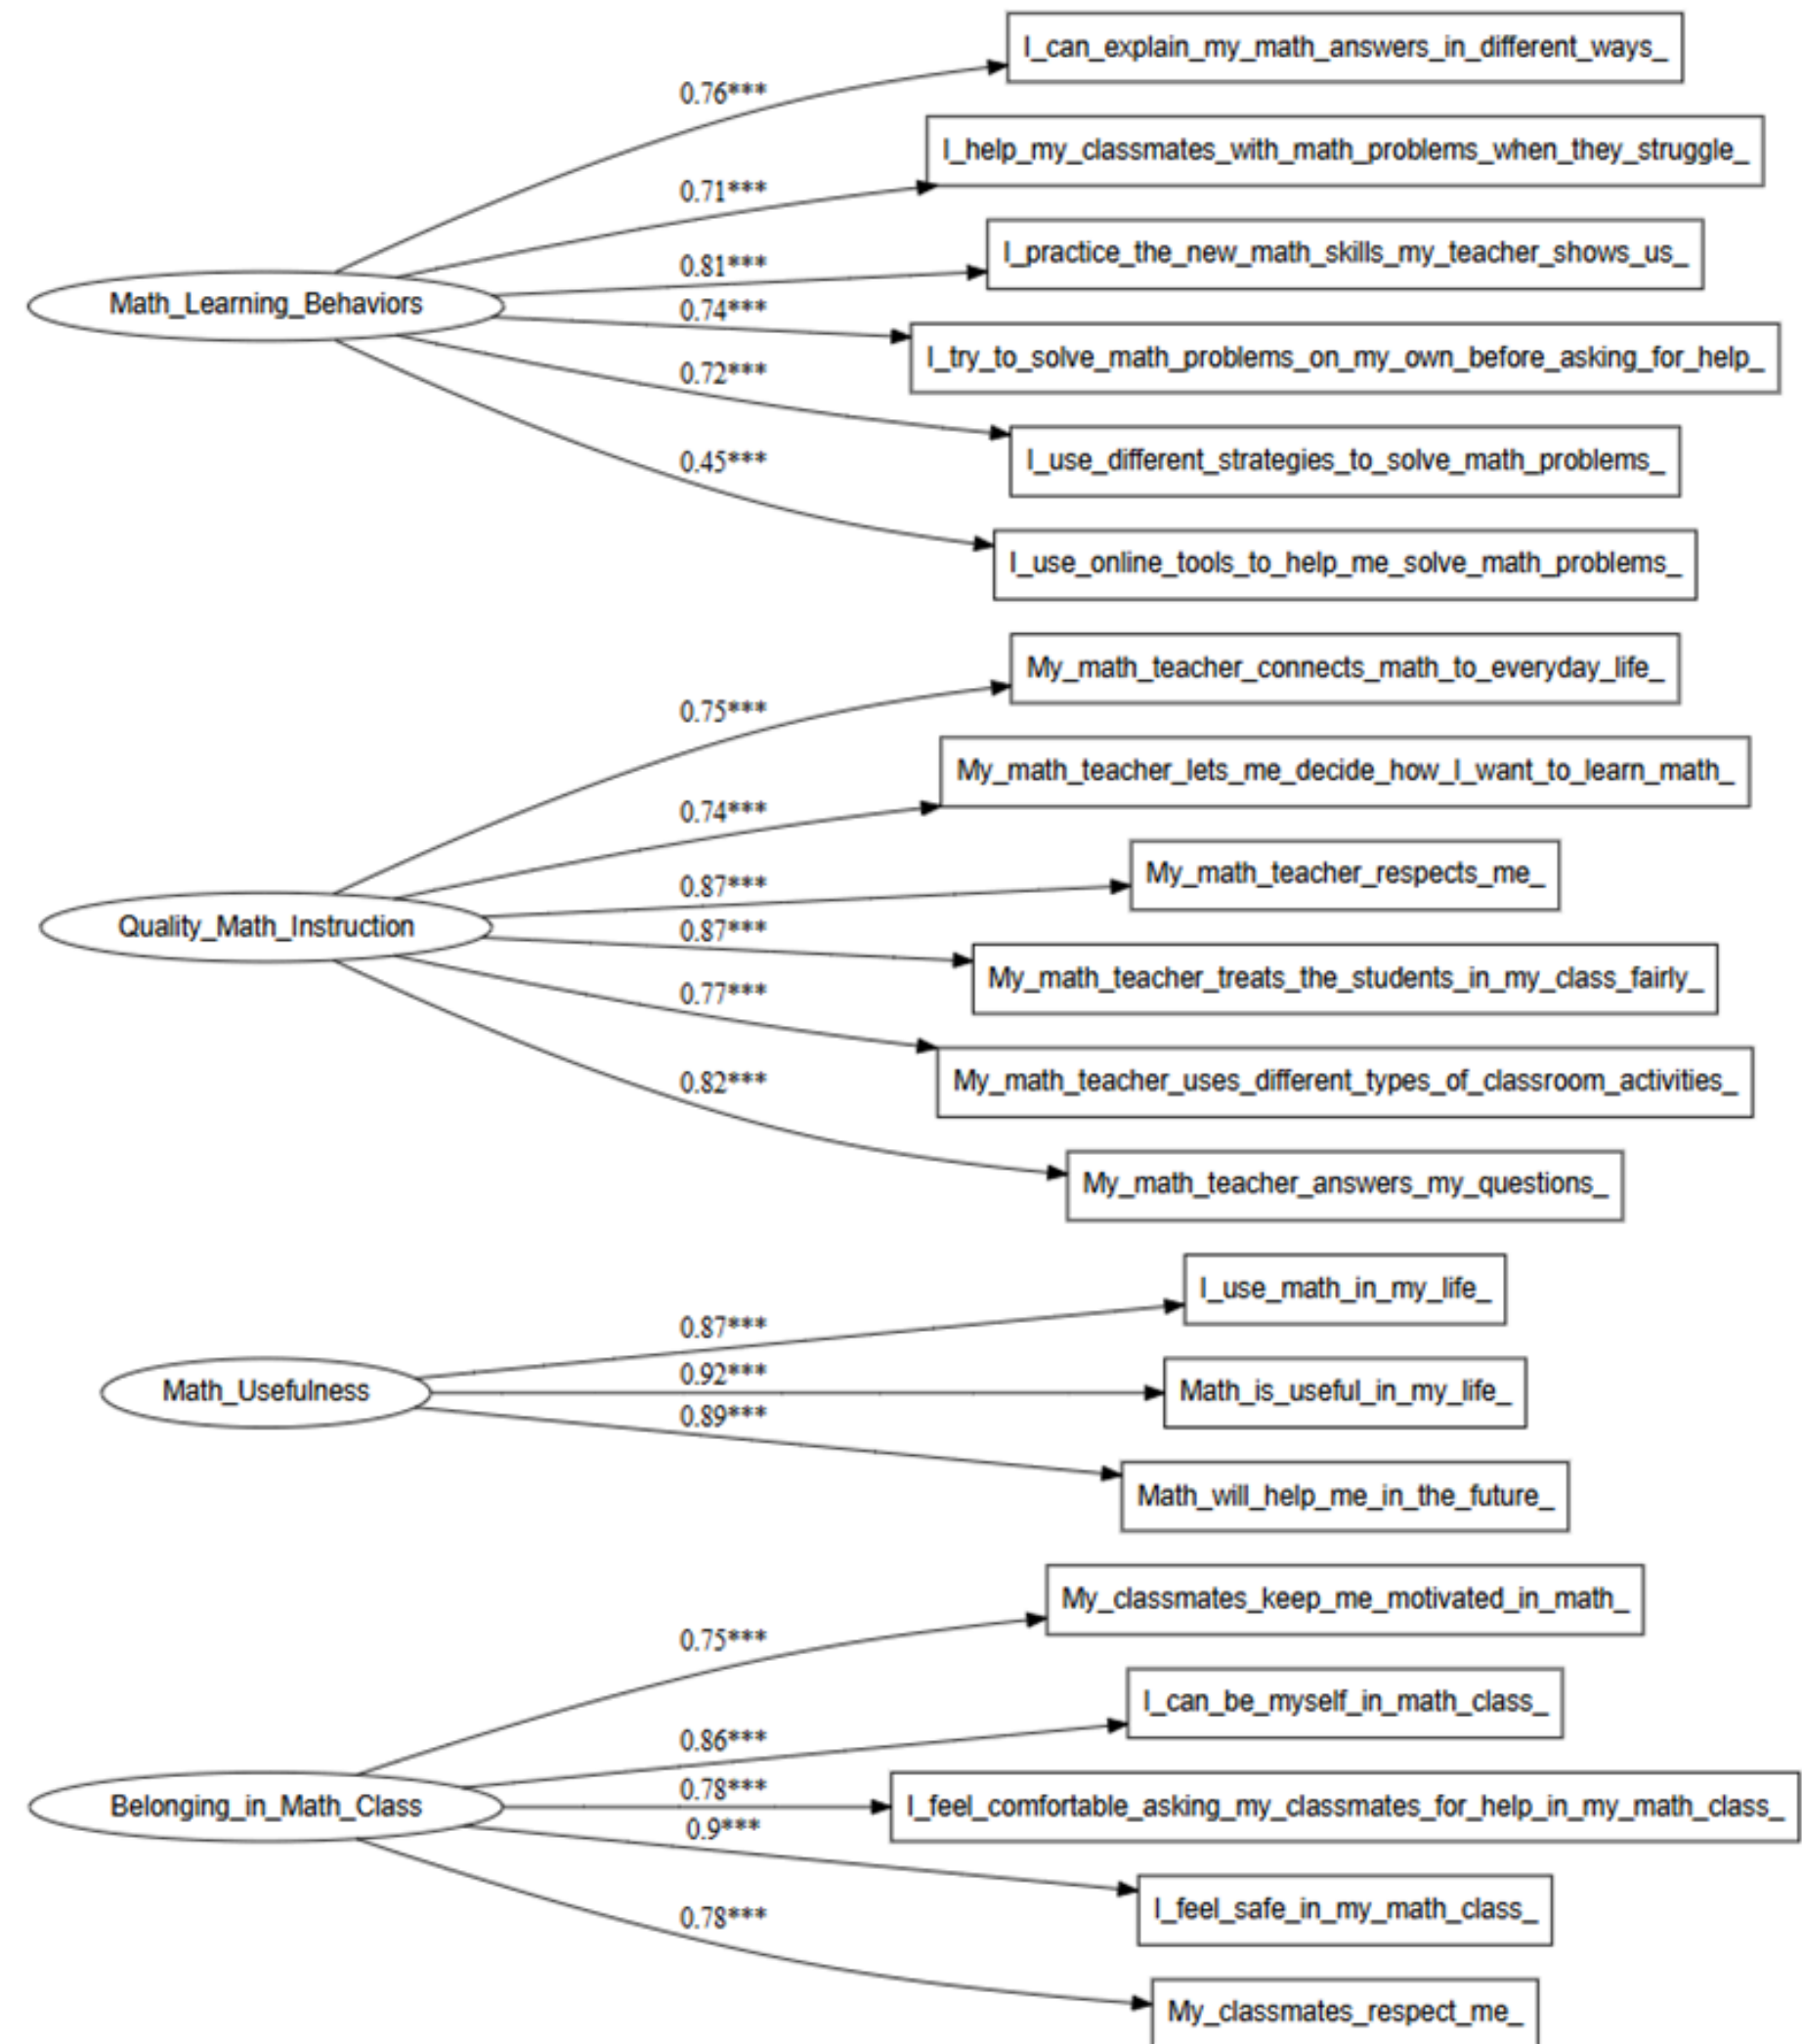 I_can_explain_my_math_answers_in_different_ways_
0.76***
I_help_my_classmates_with_math_problems_when_they_struggle_
0.71***
I_practice_the_new_math_skills_my_teacher_shows_us_
0.81***
Math_Learning_Behaviors
0.74***
I_try_to_solve_math_problems_on_my_own_before_asking_for_help_
0.72***
I_use_different_strategies_to_solve_math_problems_
0.45***
I_use_online_tools_to_help_me_solve_math_problems_
My_math_teacher_connects_math_to_everyday_life_
0.75***
My_math_teacher_lets_me_decide_how_I_want_to_learn_math_
0.74***
My_math_teacher_respects_me_
0.87***
Quality_Math_Instruction
0.87***
My_math_teacher_treats_the_students_in_my_class_fairly_
0.77***
My_math_teacher_uses_different_types_of_classroom_activities_
0.82***
My_math_teacher_answers_my_questions_
I_use_math_in_my_life_
0.87***
0.92***
Math_Usefulness
Math_is_useful_in_my_life_
0.89***
Math_will_help_me_in_the_future_
My_classmates_keep_me_motivated_in_math_
0.75***
I_can_be_myself_in_math_class_
0.86***
0.78***
Belonging_in_Math_Class
I_feel_comfortable_asking_my_classmates_for_help_in_my_math_class_
0.9***
I_feel_safe_in_my_math_class_
0.78***
My_classmates_respect_me_